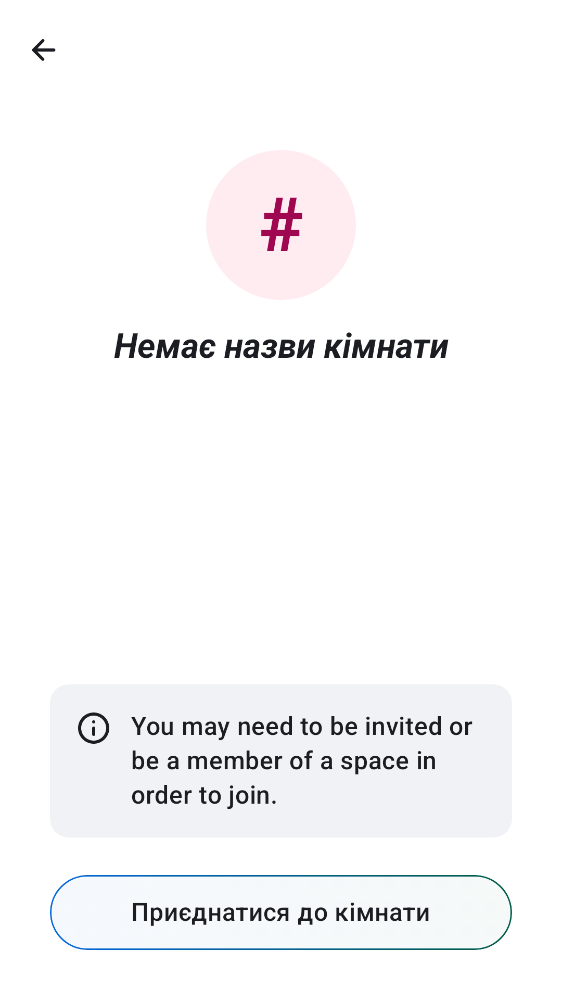 #
Немає назви кімнати
You may need to be invited or
be a member of a space in
order to join.
Приєднатися до кімнати